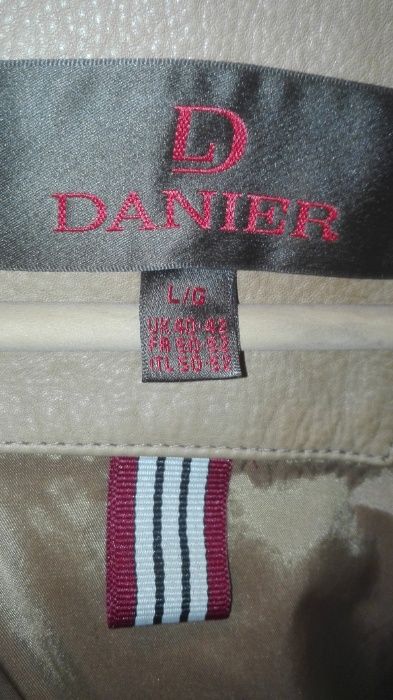 LD
DANIER
L/G
UK 40-42
FR 50-52
ITL 50-52